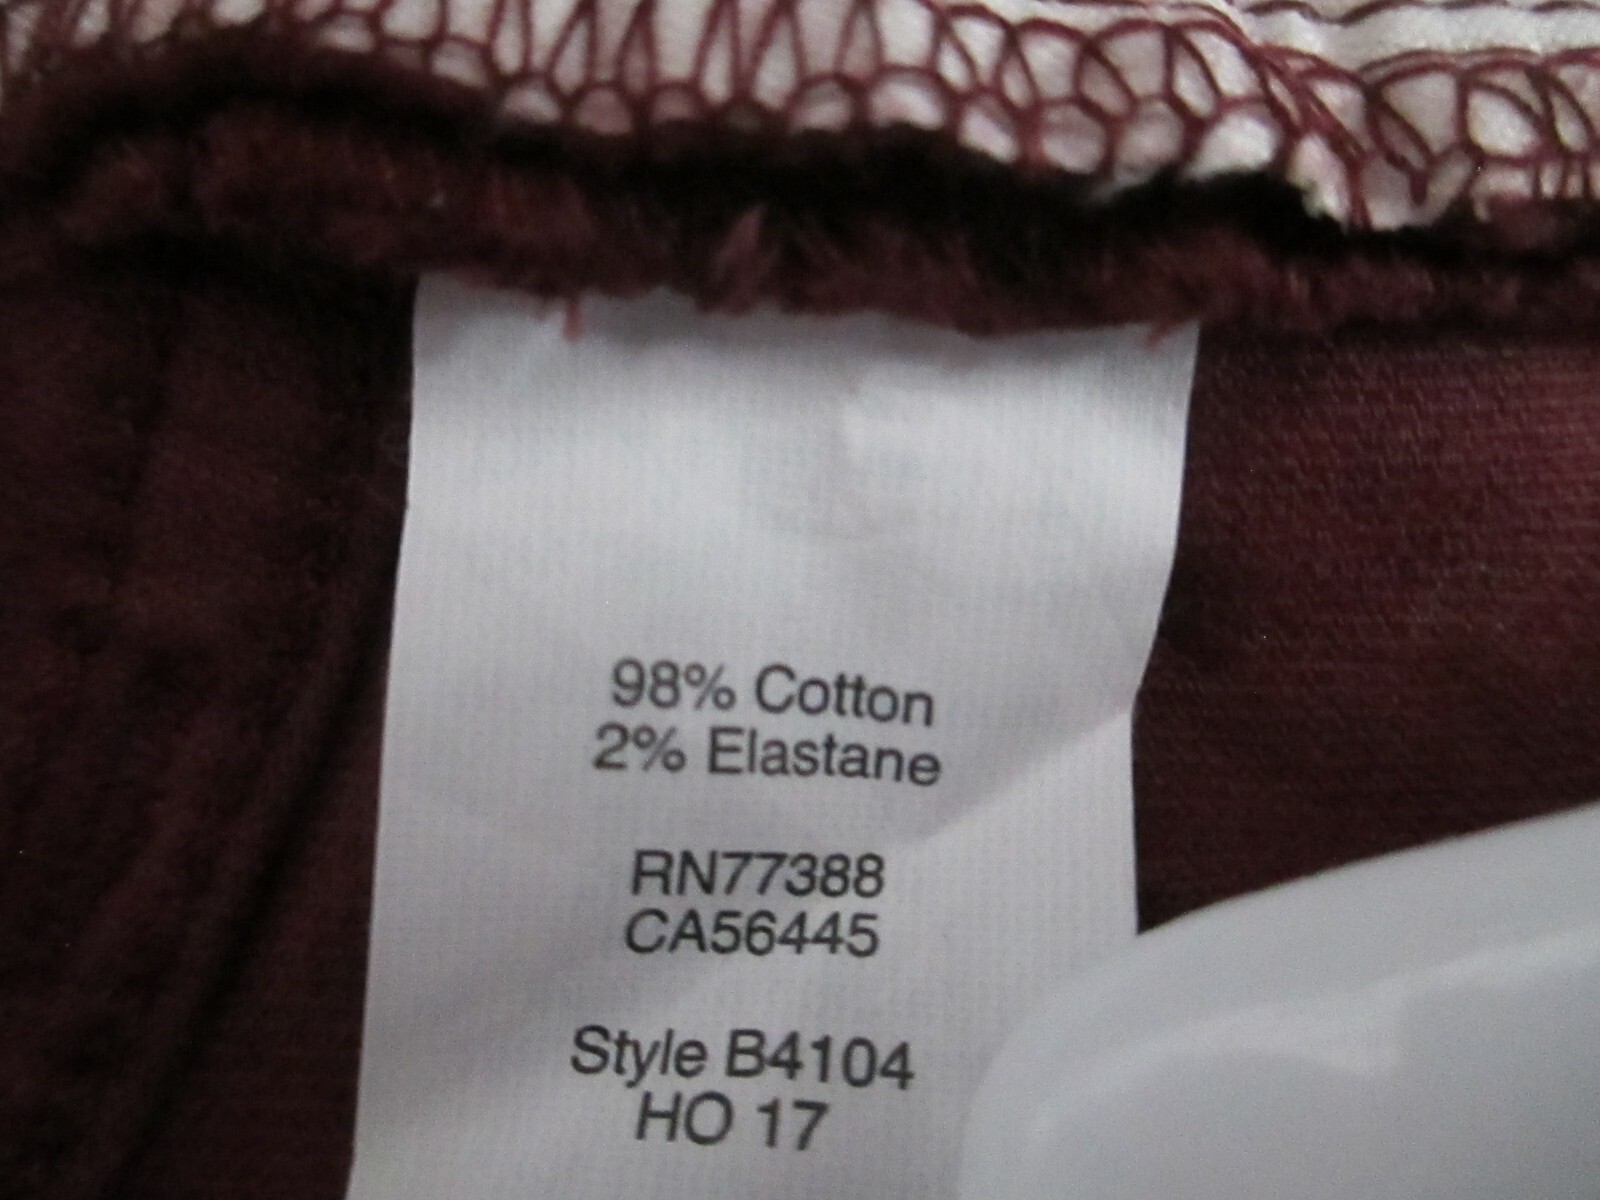 98% Cotton
2% Elastane
RN77388
CA56445
Style B4104
HO 17